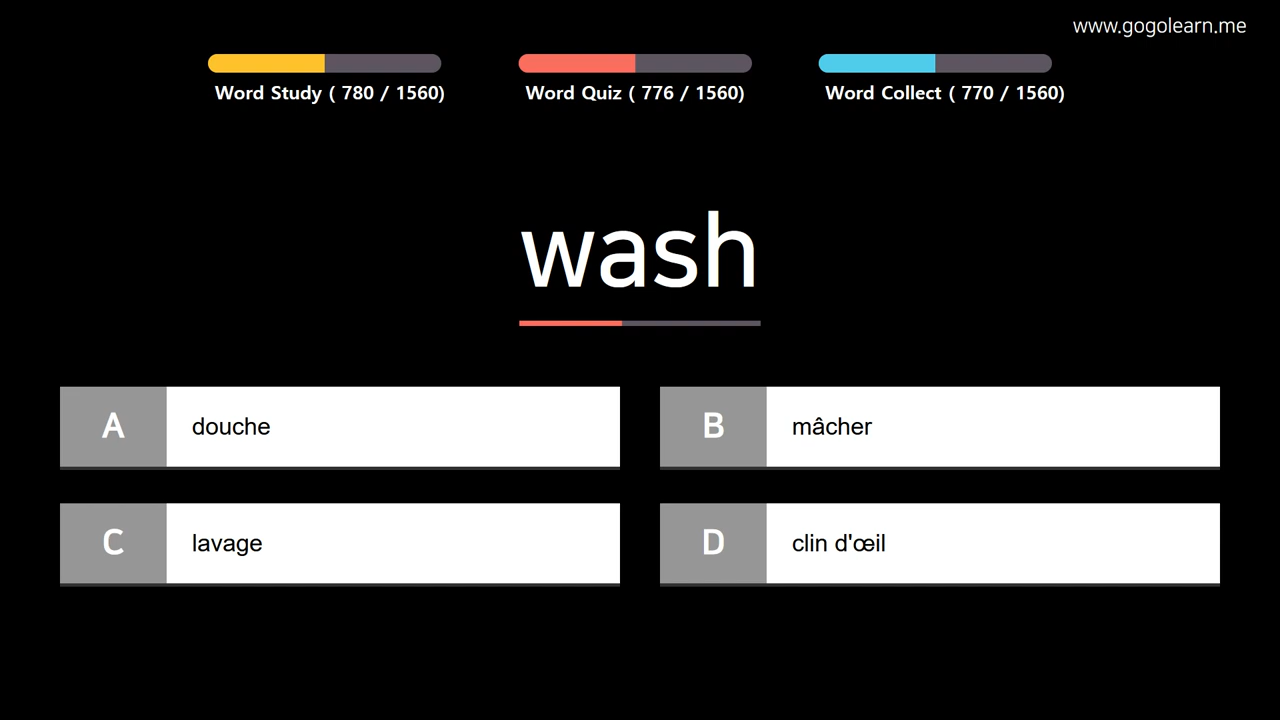 www.gogolearn.me
Word Study ( 780 / 1560)
Word Quiz ( 776 / 1560)
Word Collect ( 770 / 1560)
wash
A douche
B mâcher
C lavage
D clin d'œil